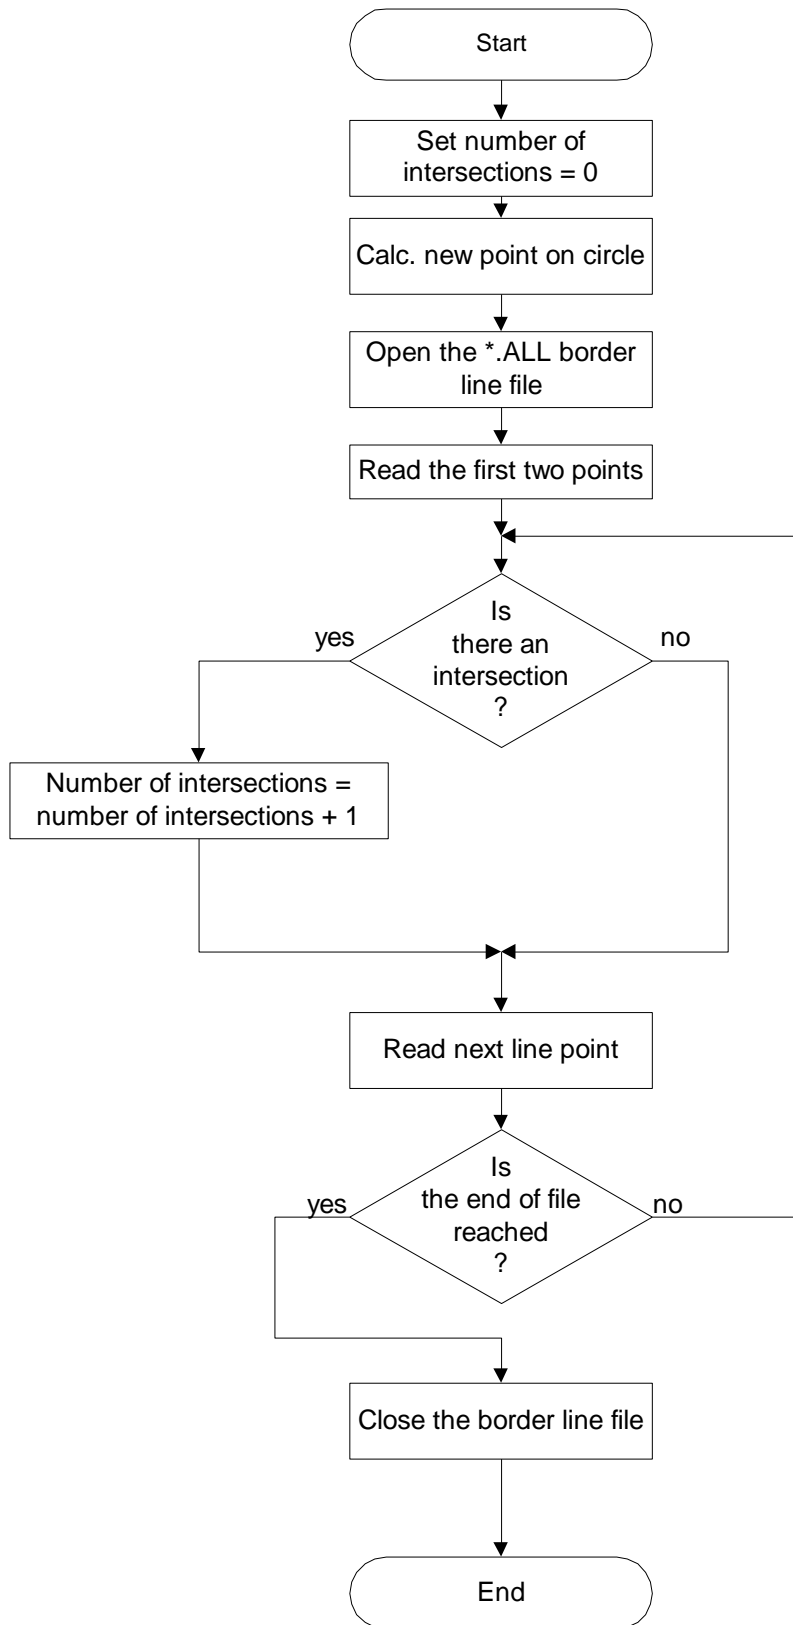 Start
Set number of
intersections = 0
Calc. new point on circle
Open the *.ALL border
line file
Read the first two points
Is
there an
intersection
?
yes
no
Number of intersections =
number of intersections + 1
Read next line point
Is
the end of file
reached
?
yes
no
Close the border line file
End